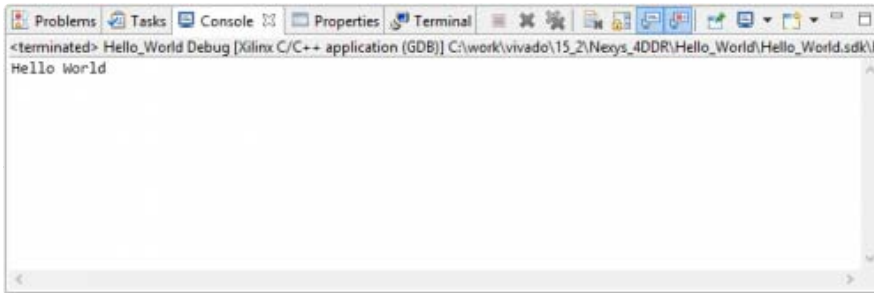 Problems Tasks Console Properties Terminal
<terminated> Hello_World Debug [Xilinx C/C++ application (GDB)] C:\work\vivado\15_2\Nexys_4DDR\Hello_World\Hello_World.sdk\
Hello World